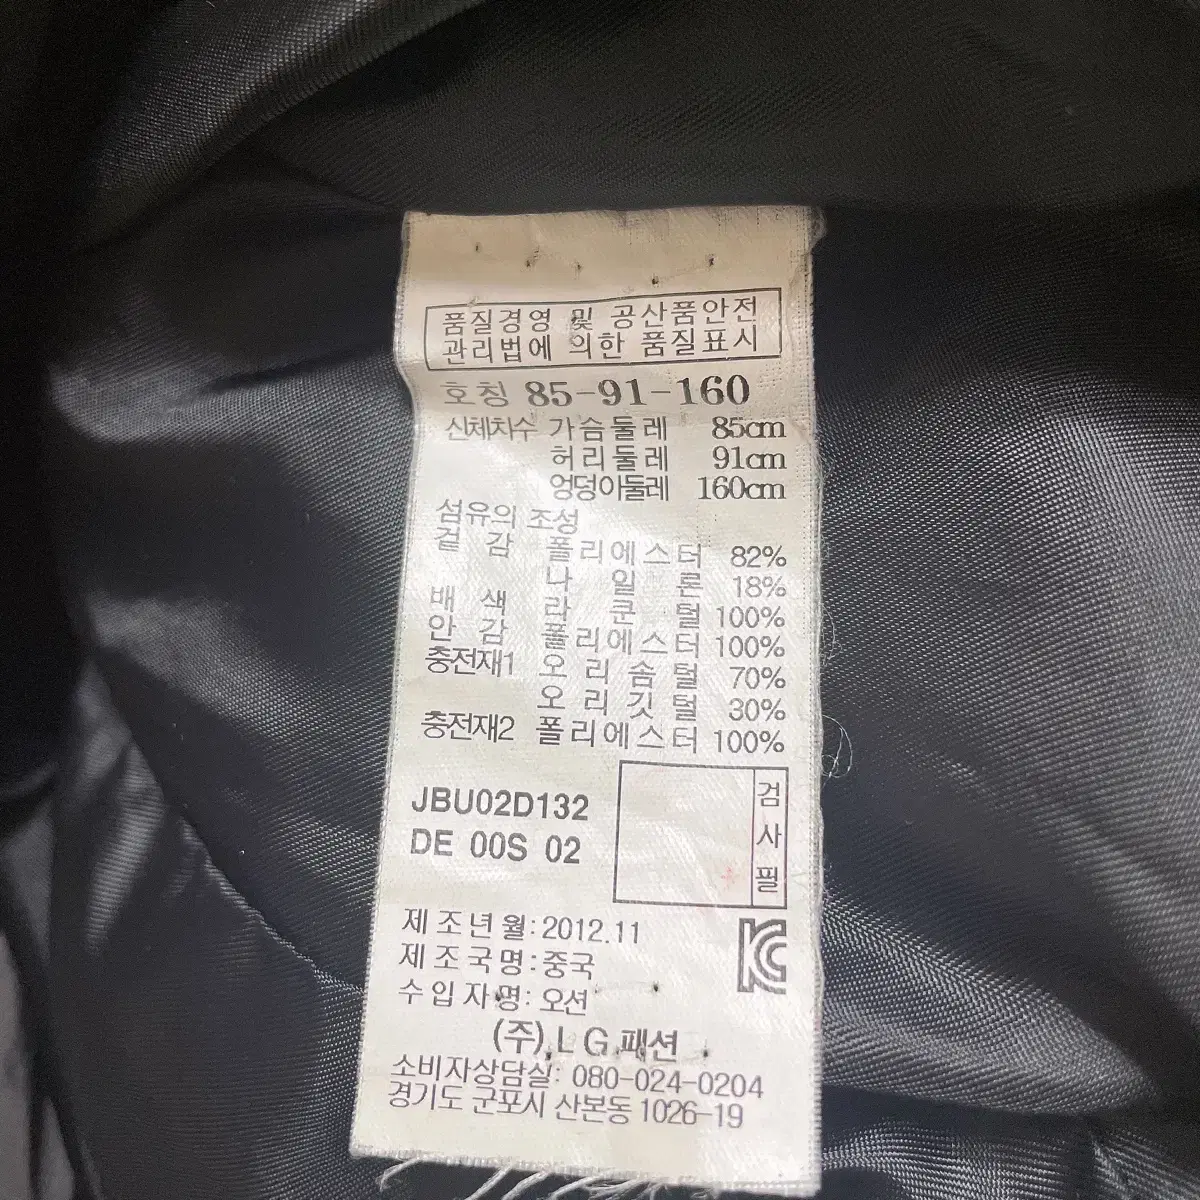 품질경영 및 공산품안전
관리법에 의한 품질표시
호칭 85-91-160
신체치수 가슴둘레 85cm
허리둘레 91cm
엉덩이둘레 160cm
섬유의 조성
겉 감 폴리에스터 82%
나 일 론 18%
배 색 라 쿤 털 100%
안 감 폴리에스터 100%
충전재1 오 리 솜 털 70%
오 리 깃 털 30%
충전재2 폴리에스터 100%
JBU02D132
DE 00S 02
검사필
제 조 년 월: 2012.11
제 조 국 명: 중국
수 입 자 명: 오션
(주) L G 패션
소비자상담실: 080-024-0204
경기도 군포시 산본동 1026-19